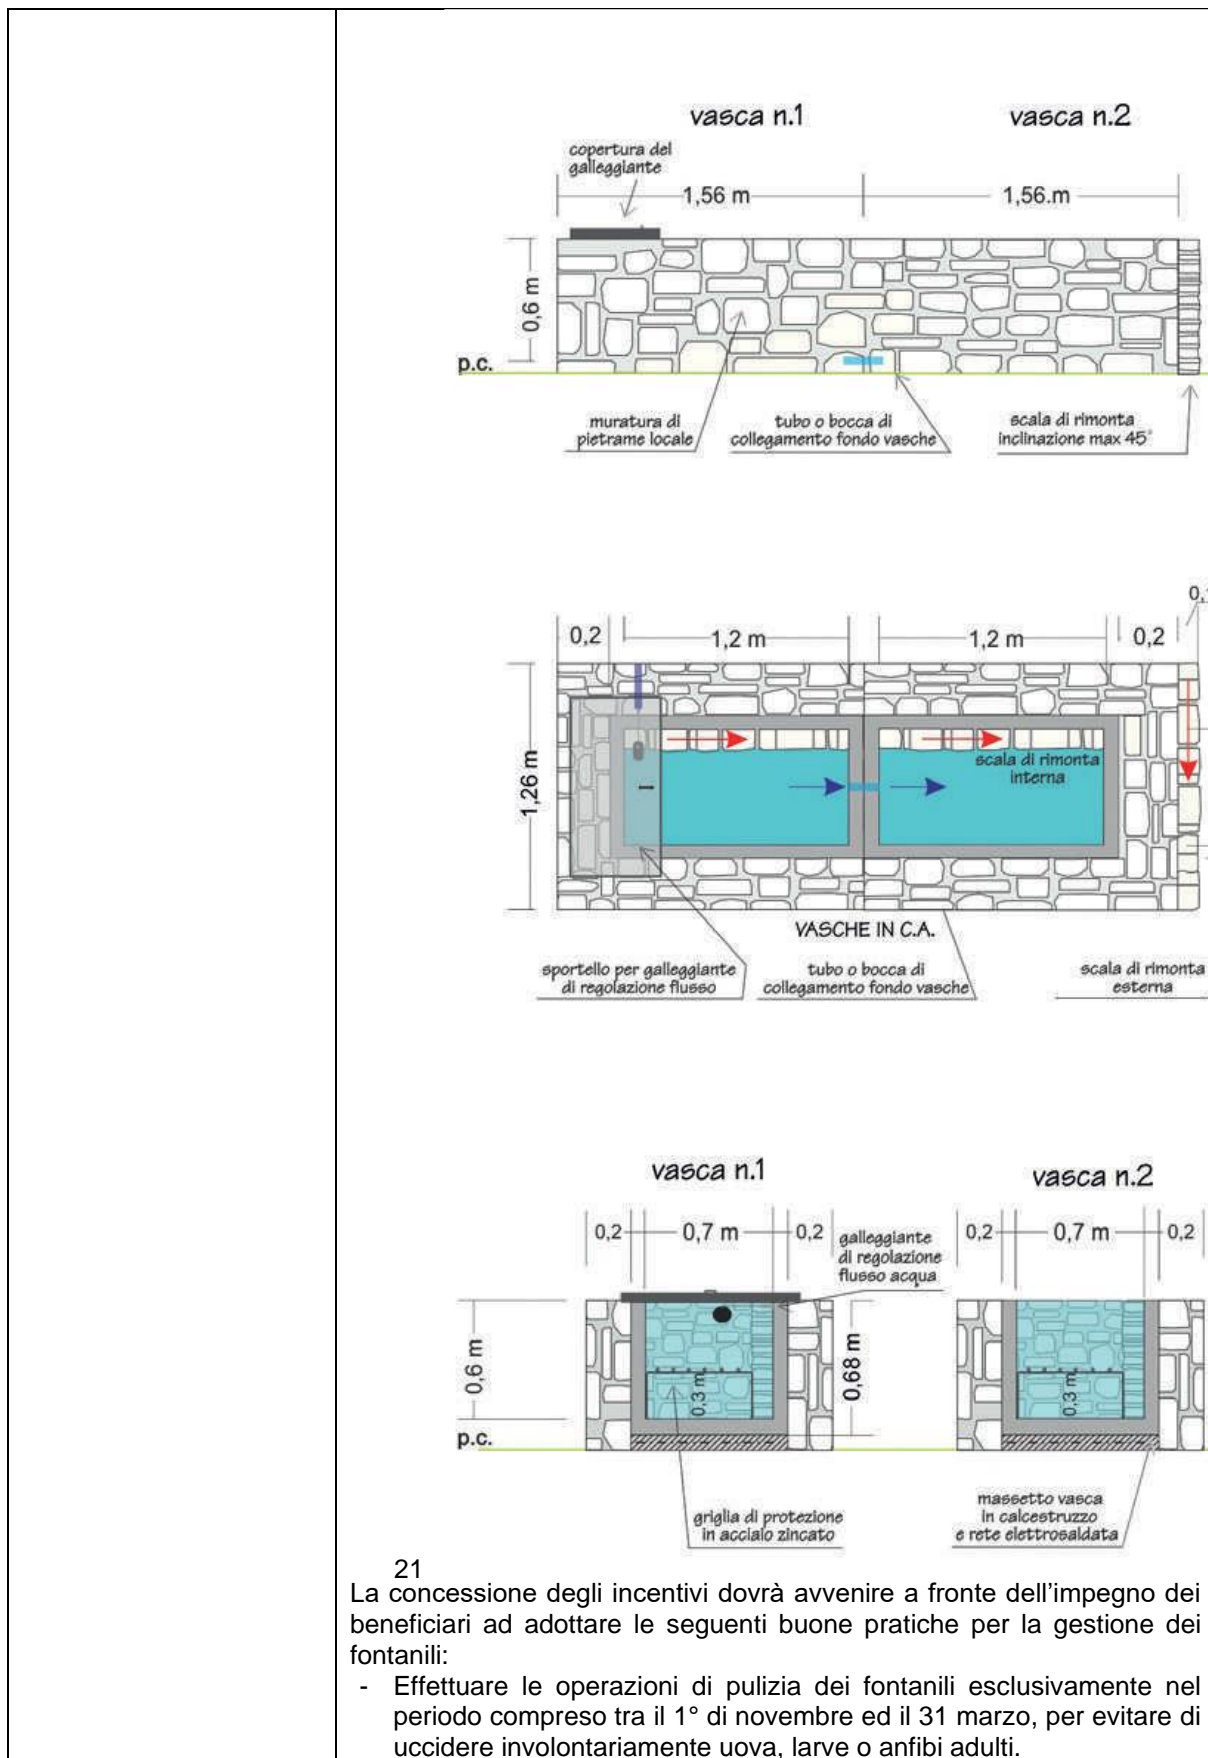 vasca n.1
vasca n.2
copertura del
galleggiante
1,56 m
1,56.m
0,6 m
p.c.
muratura di
pietrame locale
tubo o bocca di
collegamento fondo vasche
scala di rimonta
inclinazione max 45°
0,2
1,2 m
1,2 m
0,2
1,26 m
scala di rimonta
interna
VASCHE IN C.A.
sportello per galleggiante
di regolazione flusso
tubo o bocca di
collegamento fondo vasche
scala di rimonta
esterna
vasca n.1
vasca n.2
0,2
0,7 m
0,2
galleggiante
di regolazione
flusso acqua
0,2
0,7 m
0,2
0,6 m
0,3 m
0,68 m
0,3 m
p.c.
griglia di protezione
in acciaio zincato
massetto vasca
in calcestruzzo
e rete elettrosaldata
21
La concessione degli incentivi dovrà avvenire a fronte dell'impegno dei
beneficiari ad adottare le seguenti buone pratiche per la gestione dei
fontanili:
- Effettuare le operazioni di pulizia dei fontanili esclusivamente nel
periodo compreso tra il 1° di novembre ed il 31 marzo, per evitare di
uccidere involontariamente uova, larve o anfibi adulti.